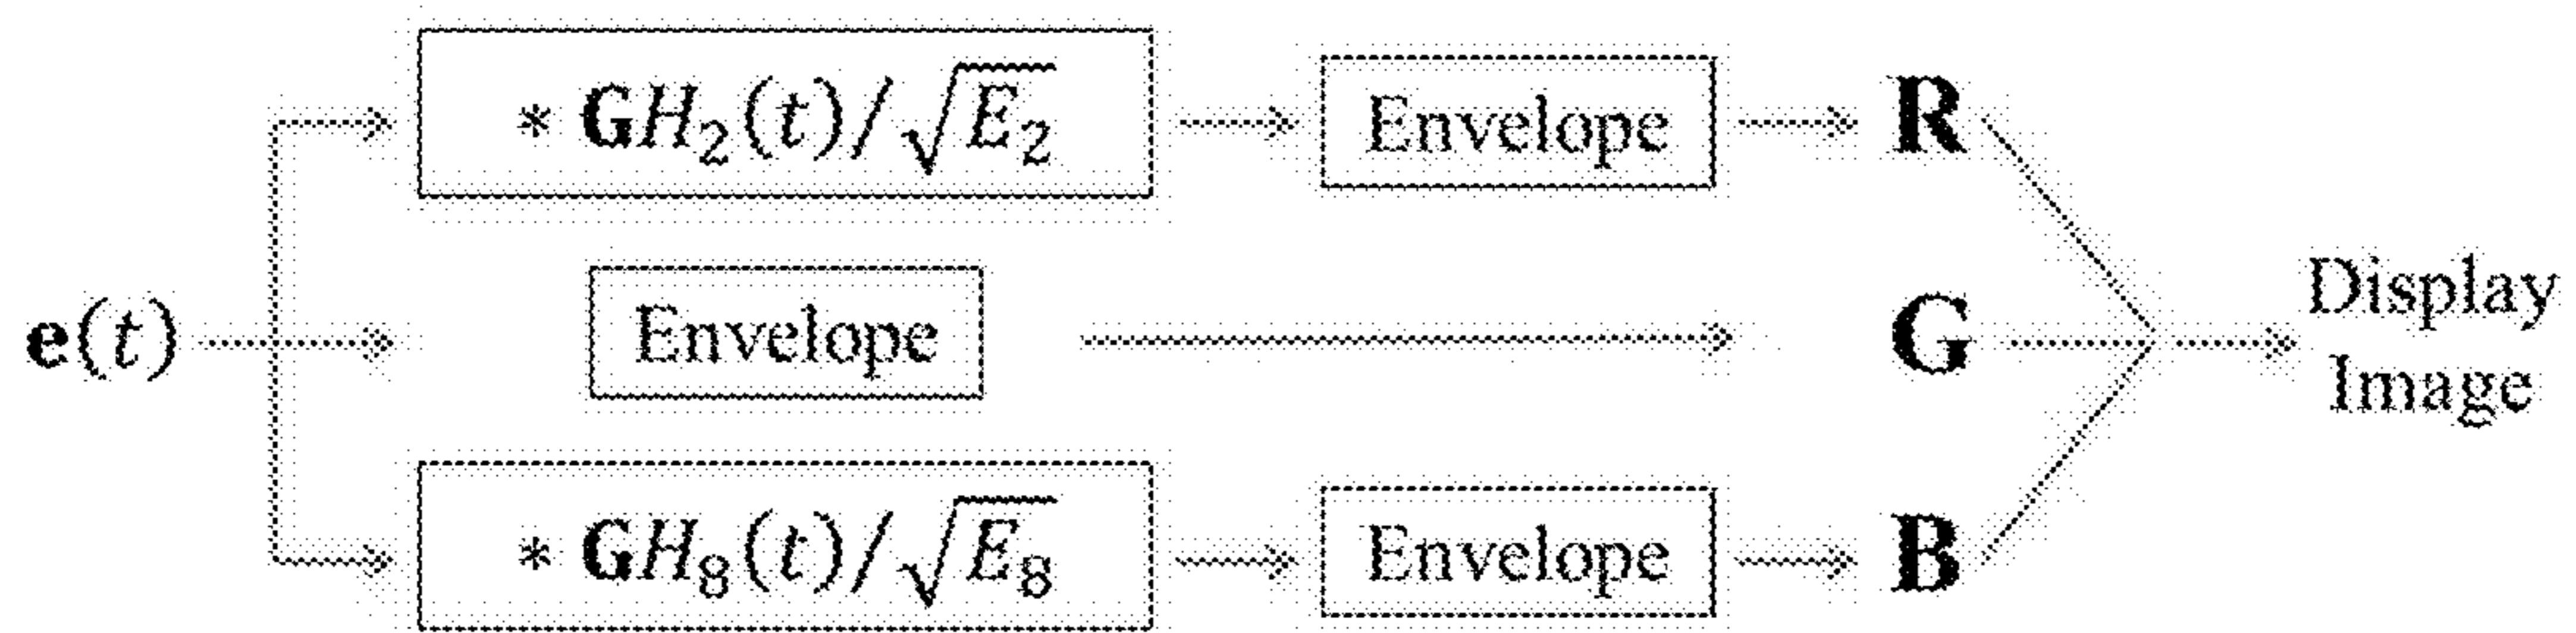 * GH₂(t)/√E₂
Envelope
R
e(t)
Envelope
G
Display
Image
* GH₈(t)/√E₈
Envelope
B